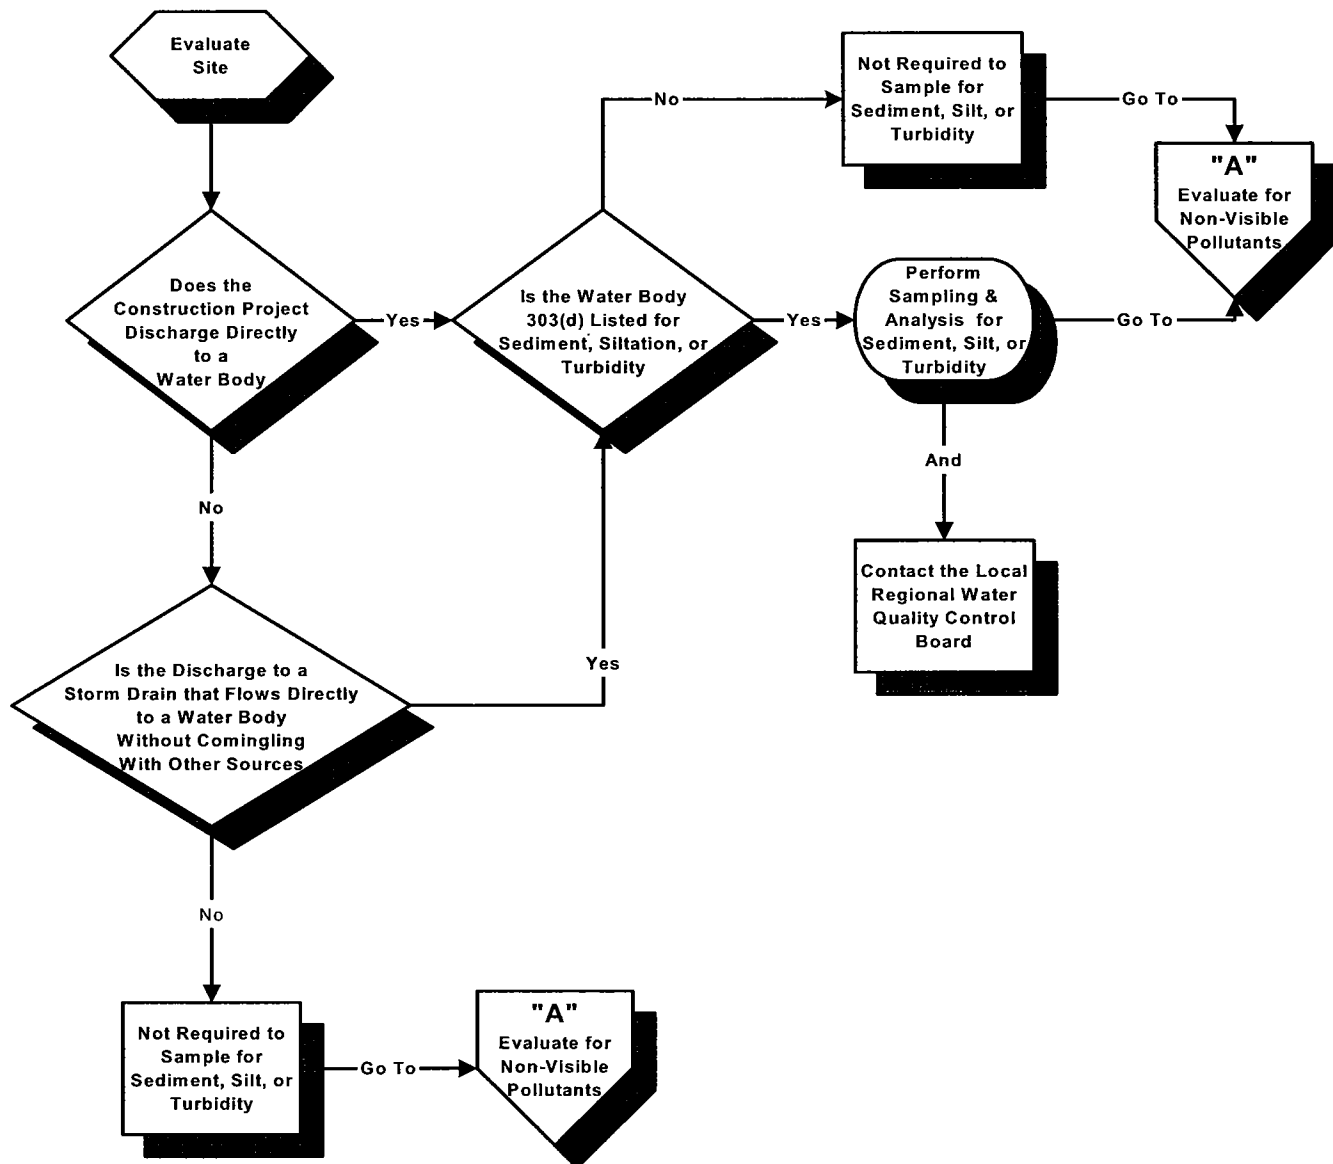 Evaluate
Site
Not Required to
Sample for
Sediment, Silt, or
Turbidity
No
Go To
"A"
Evaluate for
Non-Visible
Pollutants
Does the
Construction Project
Discharge Directly
to a
Water Body
Yes
Is the Water Body
303(d) Listed for
Sediment, Siltation, or
Turbidity
Yes
Perform
Sampling &
Analysis for
Sediment, Silt, or
Turbidity
Go To
And
No
Contact the Local
Regional Water
Quality Control
Board
Is the Discharge to a
Storm Drain that Flows Directly
to a Water Body
Without Comingling
With Other Sources
Yes
No
Not Required to
Sample for
Sediment, Silt, or
Turbidity
Go To
"A"
Evaluate for
Non-Visible
Pollutants